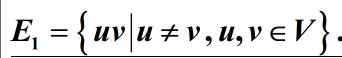 E₁ = {uv|u ≠ v, u, v ∈ V}.